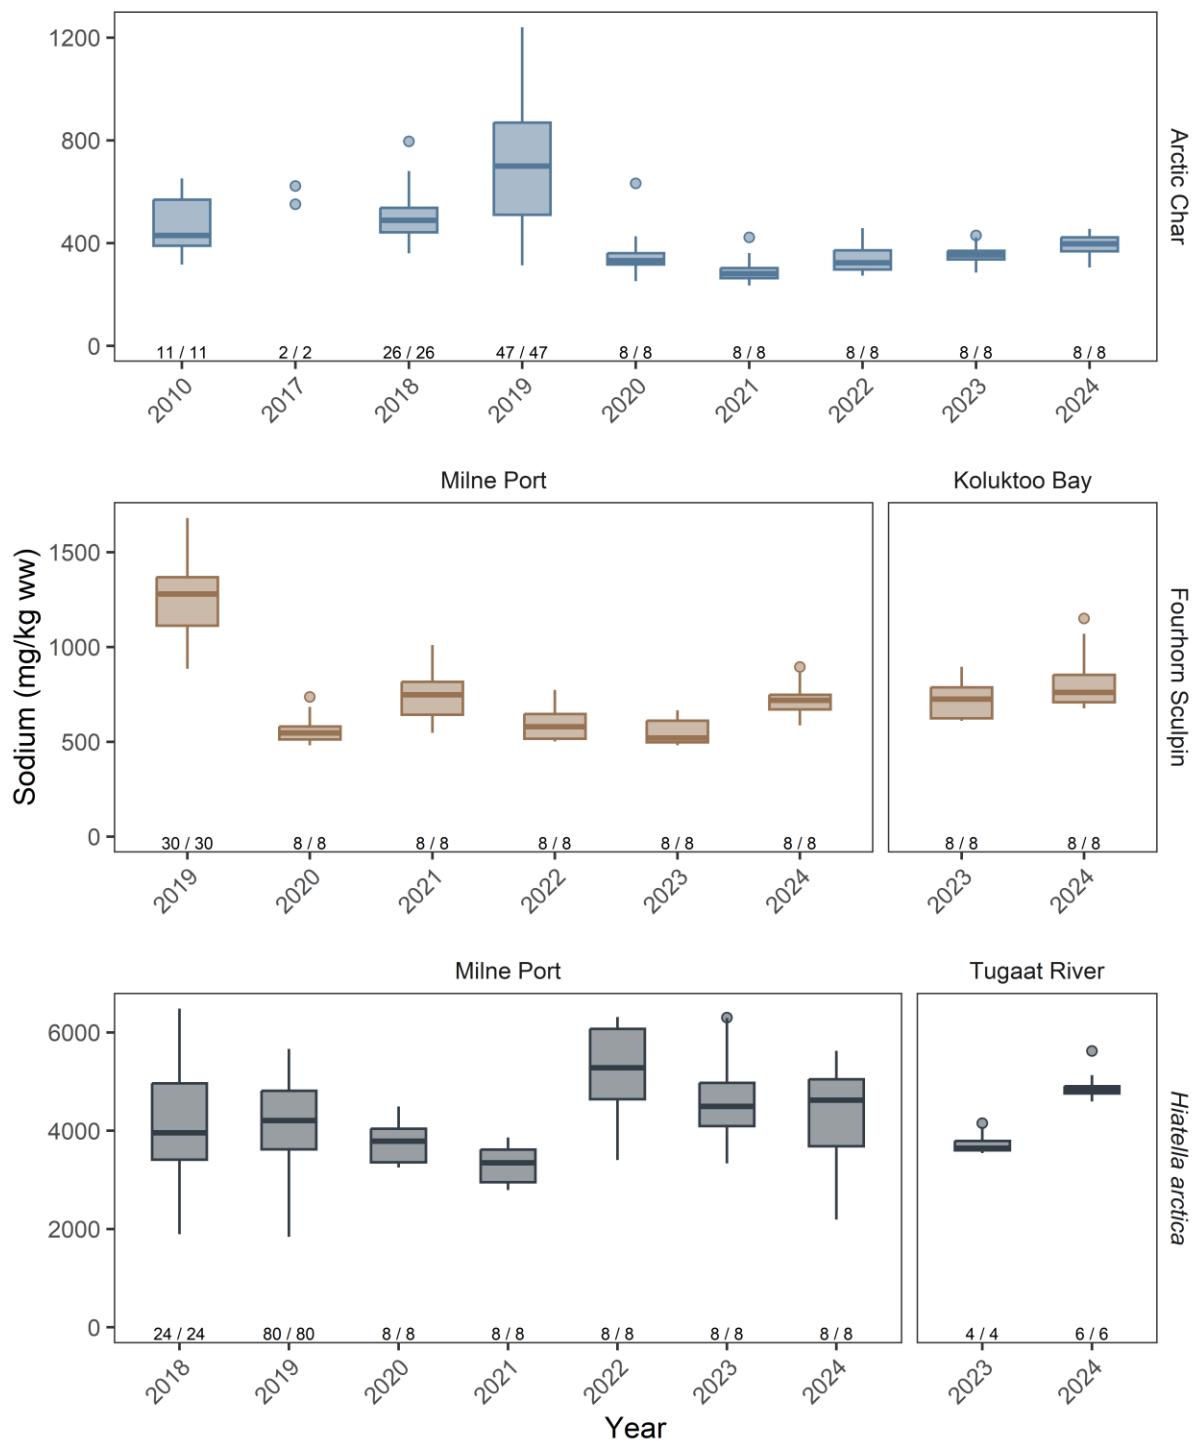 1200
800
400
0
11 / 11 2 / 2 26 / 26 47 / 47 8 / 8 8 / 8 8 / 8 8 / 8 8 / 8
2010 2017 2018 2019 2020 2021 2022 2023 2024
Arctic Char
Milne Port Koluktoo Bay
Sodium (mg/kg ww)
1500
1000
500
0
30 / 30 8 / 8 8 / 8 8 / 8 8 / 8 8 / 8 8 / 8 8 / 8
2019 2020 2021 2022 2023 2024 2023 2024
Fourhorn Sculpin
Milne Port Tugaat River
6000
4000
2000
0
24 / 24 80 / 80 8 / 8 8 / 8 8 / 8 8 / 8 8 / 8 4 / 4 6 / 6
2018 2019 2020 2021 2022 2023 2024 2023 2024
Hiatella arctica
Year